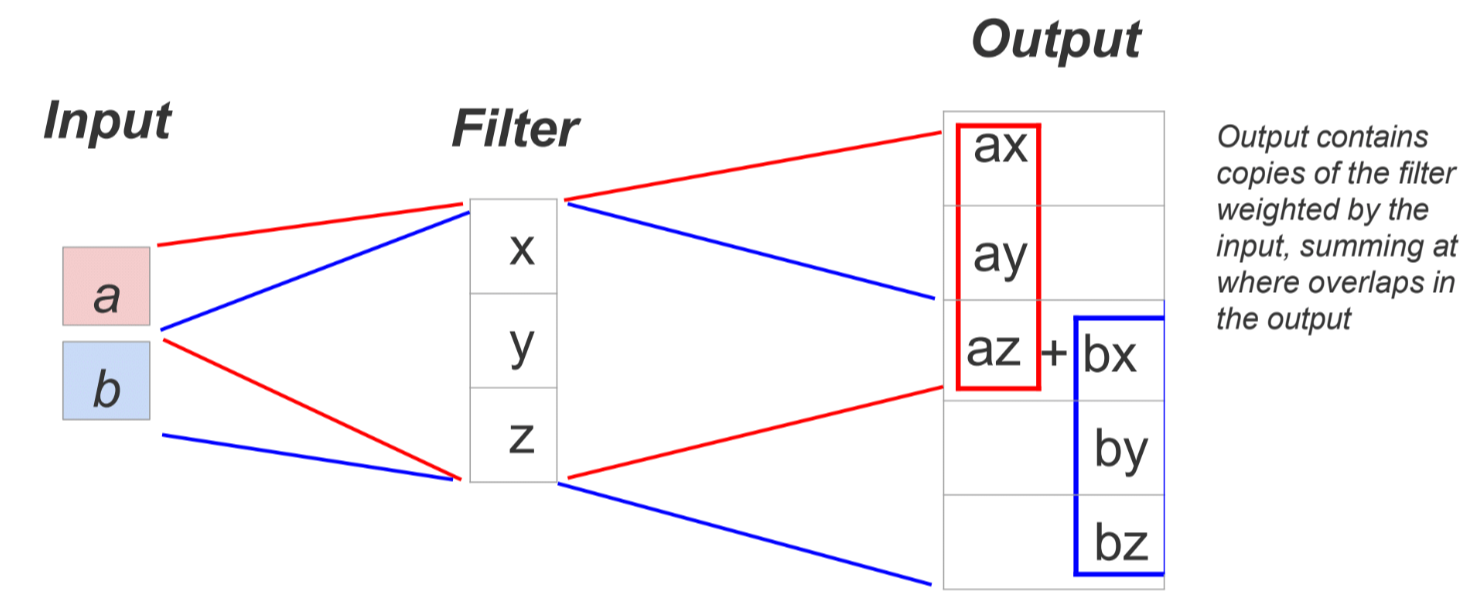 Input
Filter
Output
a
b
x
y
z
ax
ay
az + bx
by
bz
Output contains
copies of the filter
weighted by the
input, summing at
where overlaps in
the output